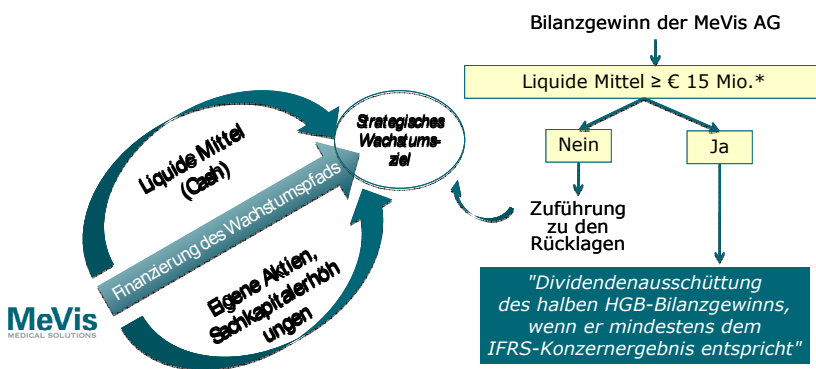 Bilanzgewinn der MeVis AG
Liquide Mittel ≥ € 15 Mio.*
Nein
Ja
Zuführung
zu den
Rücklagen
"Dividendenausschüttung
des halben HGB-Bilanzgewinns,
wenn er mindestens dem
IFRS-Konzernergebnis entspricht"
Strategisches
Wachstums-
ziel
Liquide Mittel
(Cash)
Finanzierung des Wachstumspfads
Eigene Aktien,
Sachkapitalerhöh
ungen
MeVis
MEDICAL SOLUTIONS